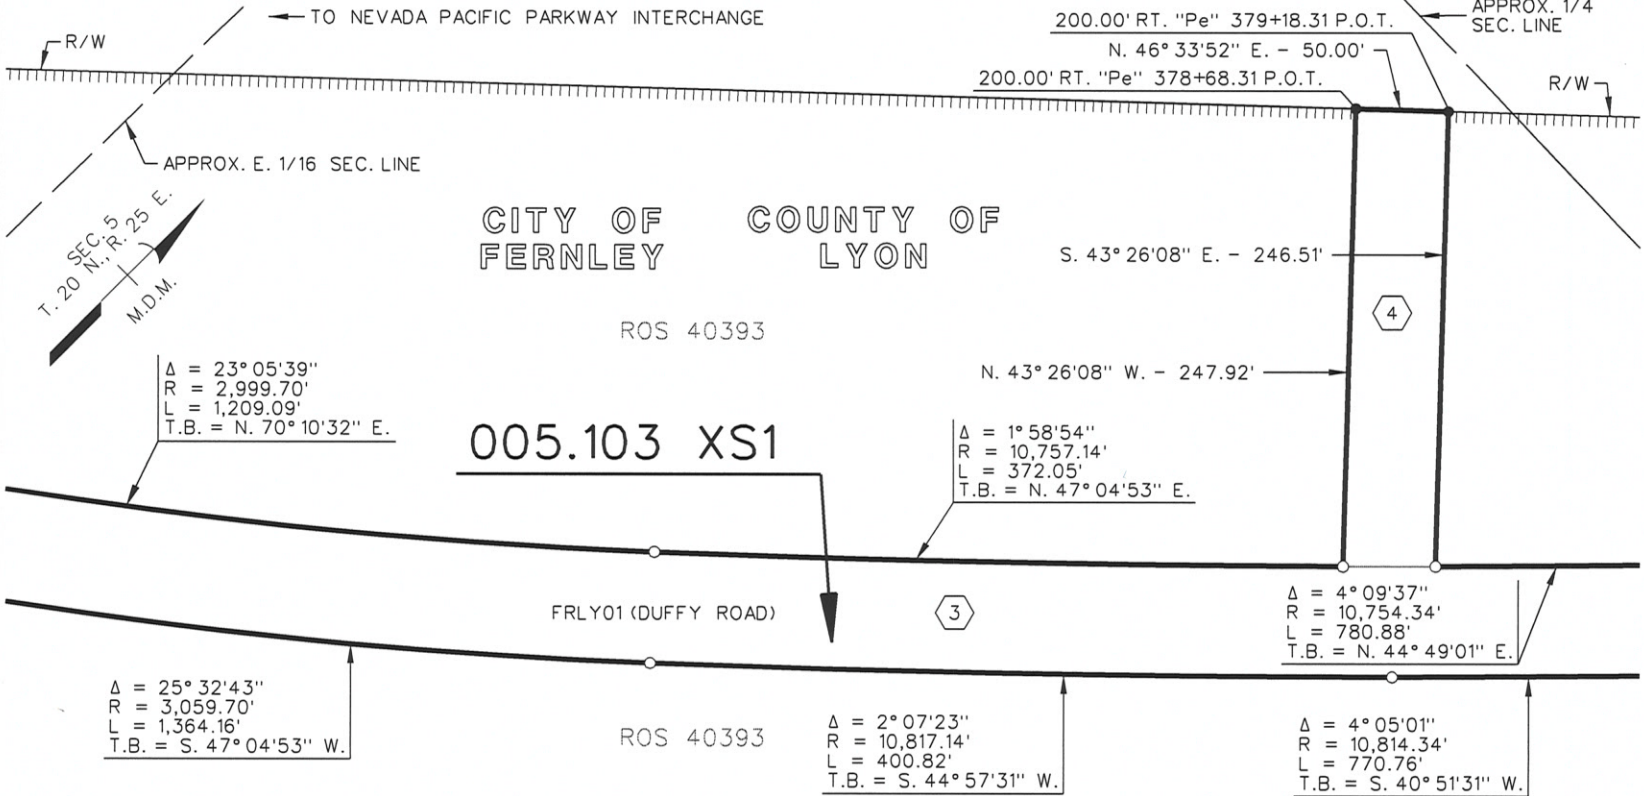 TO NEVADA PACIFIC PARKWAY INTERCHANGE
R/W
200.00' RT. "Pe" 379+18.31 P.O.T.
N. 46° 33'52" E. - 50.00'
200.00' RT. "Pe" 378+68.31 P.O.T.
APPROX. 1/4
SEC. LINE
R/W
APPROX. E. 1/16 SEC. LINE
SEC. 5
T. 20 N., R. 25 E.
M.D.M.
CITY OF
FERNLEY
COUNTY OF
LYON
S. 43° 26'08" E. - 246.51'
4
ROS 40393
N. 43° 26'08" W. - 247.92'
Δ = 23° 05'39"
R = 2,999.70'
L = 1,209.09'
T.B. = N. 70° 10'32" E.
005.103 XS1
Δ = 1° 58'54"
R = 10,757.14'
L = 372.05'
T.B. = N. 47° 04'53" E.
FRLY01 (DUFFY ROAD)
3
Δ = 4° 09'37"
R = 10,754.34'
L = 780.88'
T.B. = N. 44° 49'01" E.
Δ = 25° 32'43"
R = 3,059.70'
L = 1,364.16'
T.B. = S. 47° 04'53" W.
ROS 40393
Δ = 2° 07'23"
R = 10,817.14'
L = 400.82'
T.B. = S. 44° 57'31" W.
Δ = 4° 05'01"
R = 10,814.34'
L = 770.76'
T.B. = S. 40° 51'31" W.